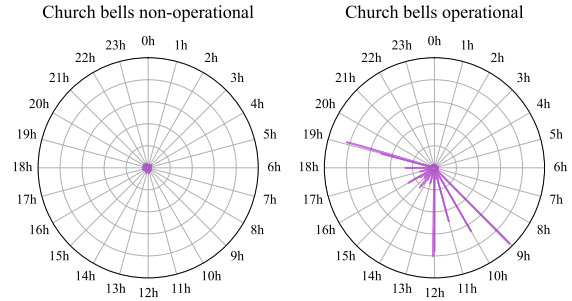 Church bells non-operational
0h
1h
2h
3h
4h
5h
6h
7h
8h
9h
10h
11h
12h
13h
14h
15h
16h
17h
18h
19h
20h
21h
22h
23h
Church bells operational
0h
1h
2h
3h
4h
5h
6h
7h
8h
9h
10h
11h
12h
13h
14h
15h
16h
17h
18h
19h
20h
21h
22h
23h